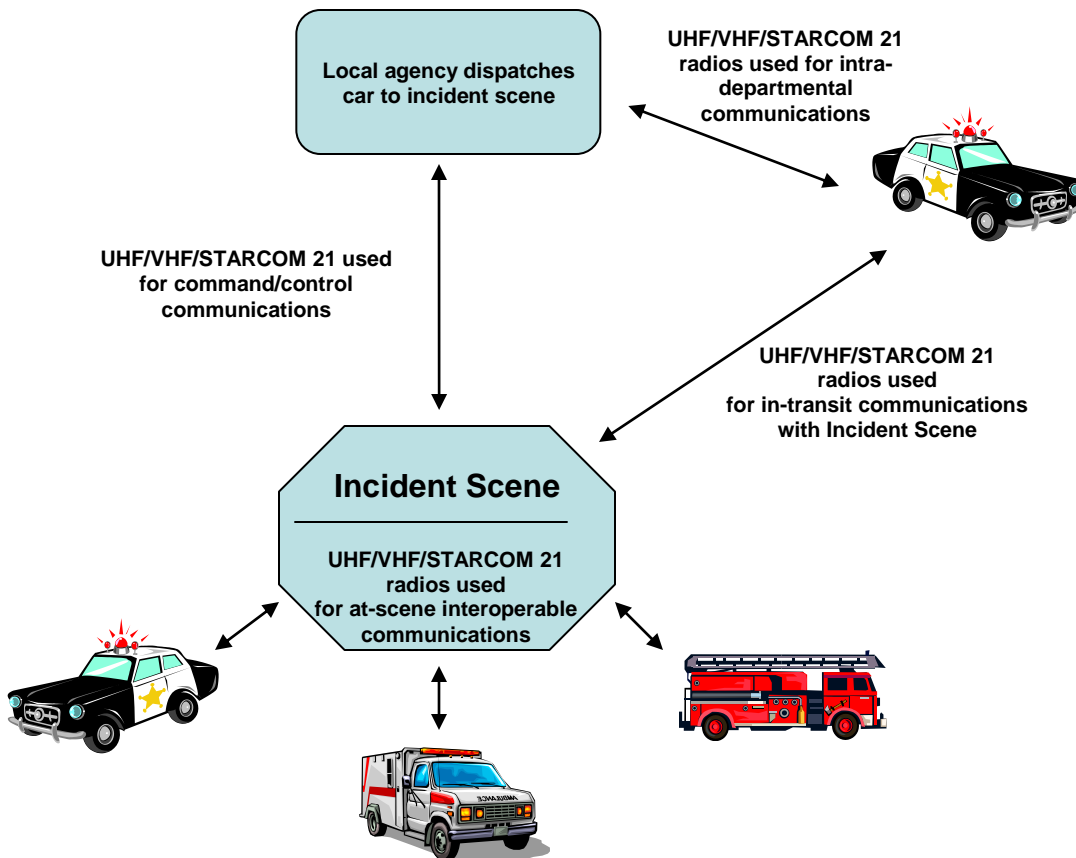 Local agency dispatches
car to incident scene
UHF/VHF/STARCOM 21
radios used for intra-
departmental
communications
UHF/VHF/STARCOM 21 used
for command/control
communications
UHF/VHF/STARCOM 21
radios used
for in-transit communications
with Incident Scene
Incident Scene
UHF/VHF/STARCOM 21
radios used
for at-scene interoperable
communications
AMBULANCE